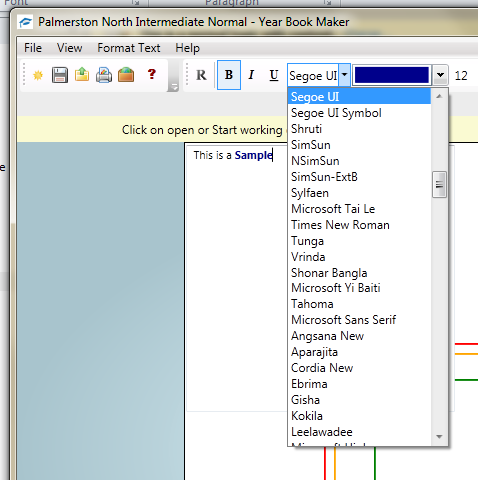 Font
Paragraph
Palmerston North Intermediate Normal - Year Book Maker
File View Format Text Help
? R B I U Segoe UI 12
Click on open or Start working
This is a Sample
Segoe UI
Segoe UI Symbol
Shruti
SimSun
NSimSun
SimSun-ExtB
Sylfaen
Microsoft Tai Le
Times New Roman
Tunga
Vrinda
Shonar Bangla
Microsoft Yi Baiti
Tahoma
Microsoft Sans Serif
Angsana New
Aparajita
Cordia New
Ebrima
Gisha
Kokila
Leelawadee